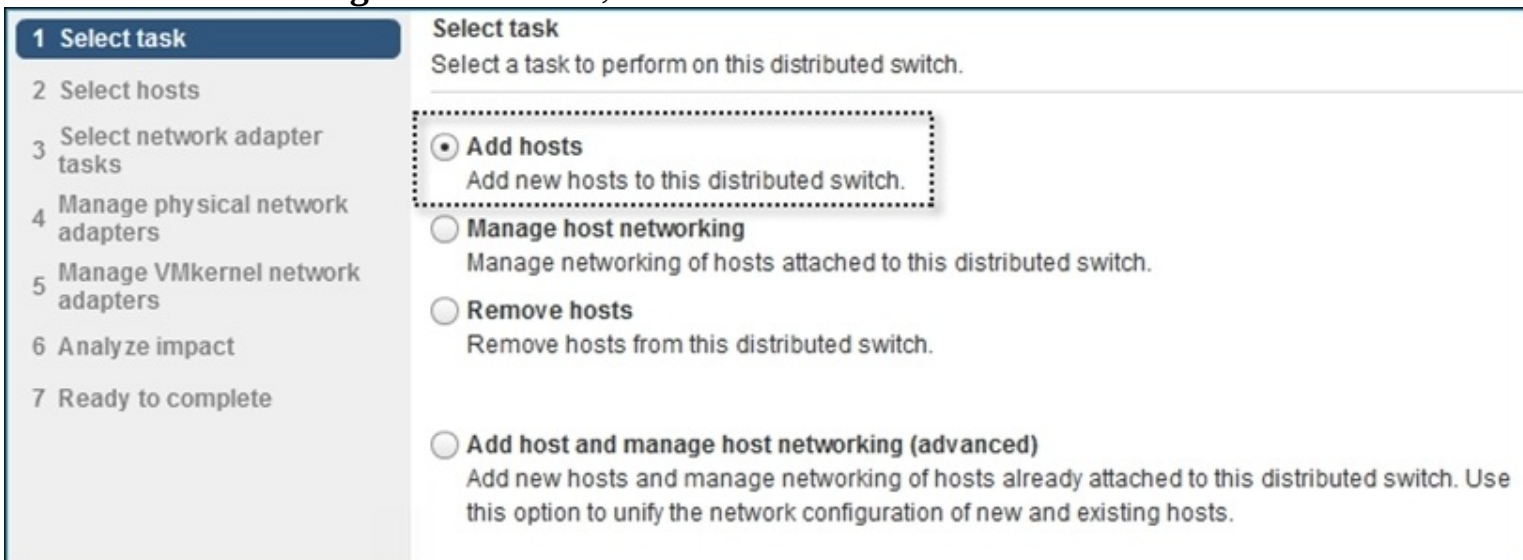 1 Select task
2 Select hosts
3 Select network adapter
tasks
4 Manage physical network
adapters
5 Manage VMkernel network
adapters
6 Analyze impact
7 Ready to complete
Select task
Select a task to perform on this distributed switch.
Add hosts
Add new hosts to this distributed switch.
Manage host networking
Manage networking of hosts attached to this distributed switch.
Remove hosts
Remove hosts from this distributed switch.
Add host and manage host networking (advanced)
Add new hosts and manage networking of hosts already attached to this distributed switch. Use
this option to unify the network configuration of new and existing hosts.